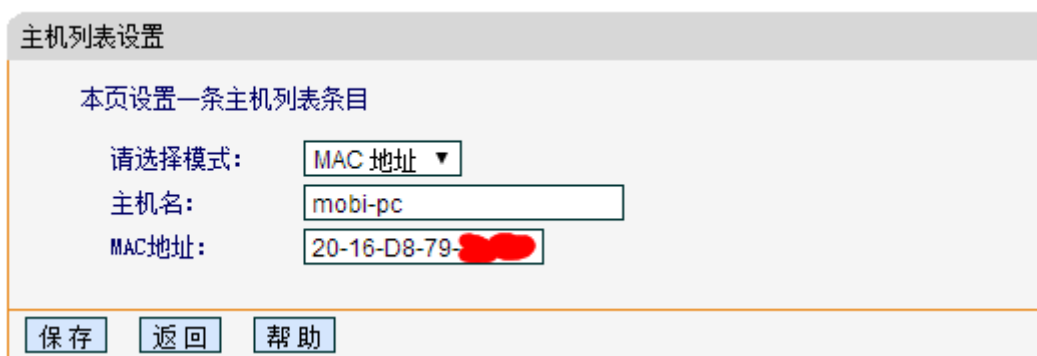 主机列表设置
本页设置一条主机列表条目
请选择模式: MAC 地址
主机名: mobi-pc
MAC地址: 20-16-D8-79-
保存 返回 帮助